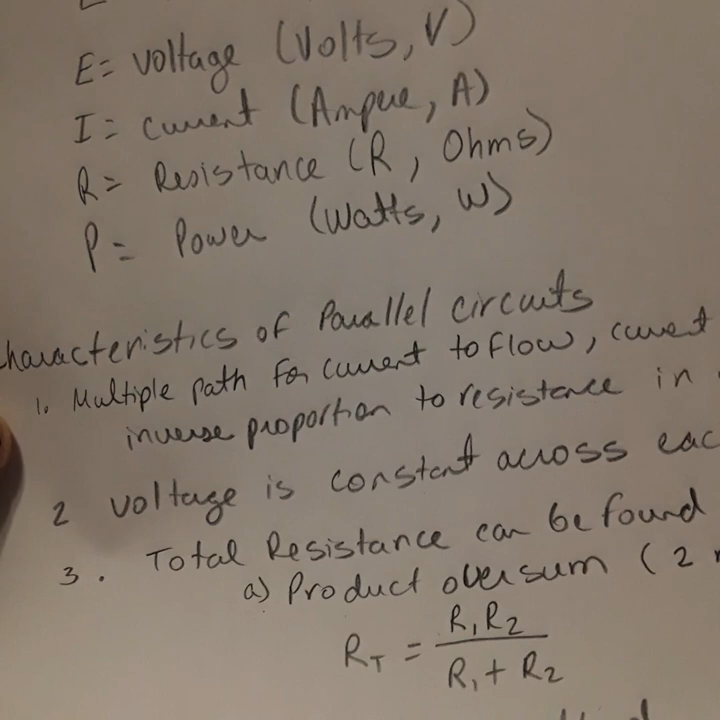 E= voltage (Volts, V)
I= Current (Ampere, A)
R= Resistance (R, Ohms)
P= Power (Watts, W)
Characteristics of Parallel circuits
1. Multiple path for current to flow, current
inverse proportion to resistance in
2 voltage is constant across eac
3. Total Resistance can be found
a) Product over sum (2
R_T = R₁R₂ / R₁ + R₂